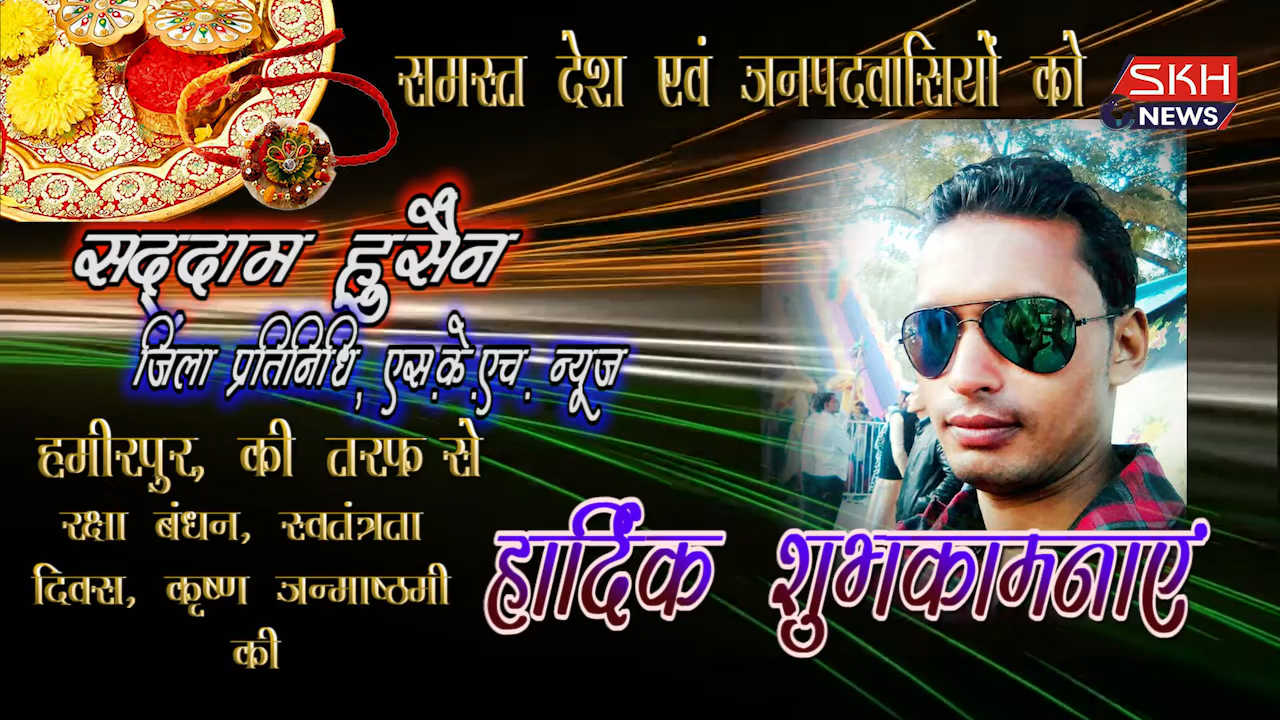 समस्त देश एवं जनपदवासियों को
SKH
NEWS
सद्दाम हुसैन
जिला प्रतिनिधि, एस.के.एच. न्यूज
हमीरपुर, की तरफ से
रक्षा बंधन, स्वतंत्रता
दिवस, कृष्ण जन्माष्ठमी
की
हार्दिक शुभकामनाएं